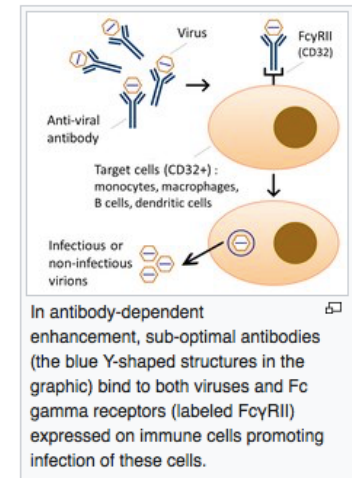 Virus
FcγRII
(CD32)
Anti-viral
antibody
Target cells (CD32+) :
monocytes, macrophages,
B cells, dendritic cells
Infectious or
non-infectious
virions
In antibody-dependent
enhancement, sub-optimal antibodies
(the blue Y-shaped structures in the
graphic) bind to both viruses and Fc
gamma receptors (labeled FcγRII)
expressed on immune cells promoting
infection of these cells.